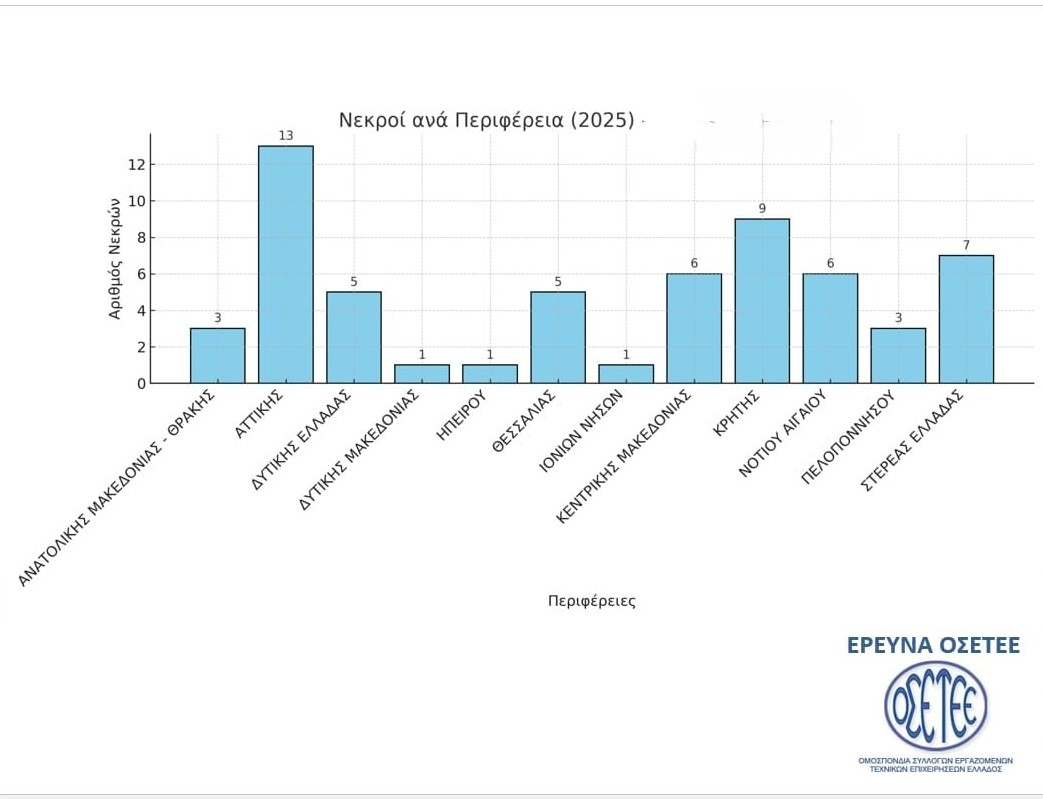 Νεκροί ανά Περιφέρεια (2025)
Αριθμός Νεκρών
12
10
8
6
4
2
0
3
13
5
1
1
5
1
6
9
6
3
7
ΑΝΑΤΟΛΙΚΗΣ ΜΑΚΕΔΟΝΙΑΣ - ΘΡΑΚΗΣ
ΑΤΤΙΚΗΣ
ΔΥΤΙΚΗΣ ΕΛΛΑΔΑΣ
ΔΥΤΙΚΗΣ ΜΑΚΕΔΟΝΙΑΣ
ΗΠΕΙΡΟΥ
ΘΕΣΣΑΛΙΑΣ
ΙΟΝΙΩΝ ΝΗΣΩΝ
ΚΕΝΤΡΙΚΗΣ ΜΑΚΕΔΟΝΙΑΣ
ΚΡΗΤΗΣ
ΝΟΤΙΟΥ ΑΙΓΑΙΟΥ
ΠΕΛΟΠΟΝΝΗΣΟΥ
ΣΤΕΡΕΑΣ ΕΛΛΑΔΑΣ
Περιφέρειες
ΕΡΕΥΝΑ ΟΣΕΤΕΕ
ΟΣΕΤΕΕ
ΟΜΟΣΠΟΝΔΙΑ ΣΥΛΛΟΓΩΝ ΕΡΓΑΖΟΜΕΝΩΝ
ΤΕΧΝΙΚΩΝ ΕΠΙΧΕΙΡΗΣΕΩΝ ΕΛΛΑΔΟΣ